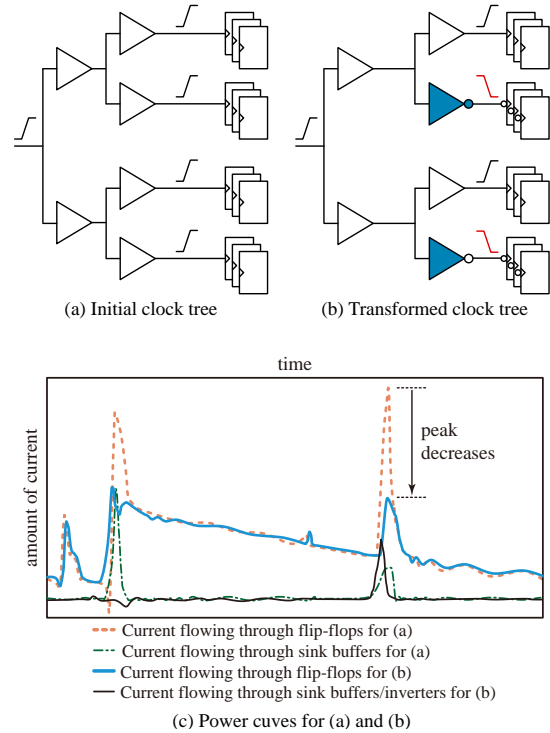 (a) Initial clock tree
(b) Transformed clock tree
time
amount of current
peak
decreases
Current flowing through flip-flops for (a)
Current flowing through sink buffers for (a)
Current flowing through flip-flops for (b)
Current flowing through sink buffers/inverters for (b)
(c) Power cuves for (a) and (b)